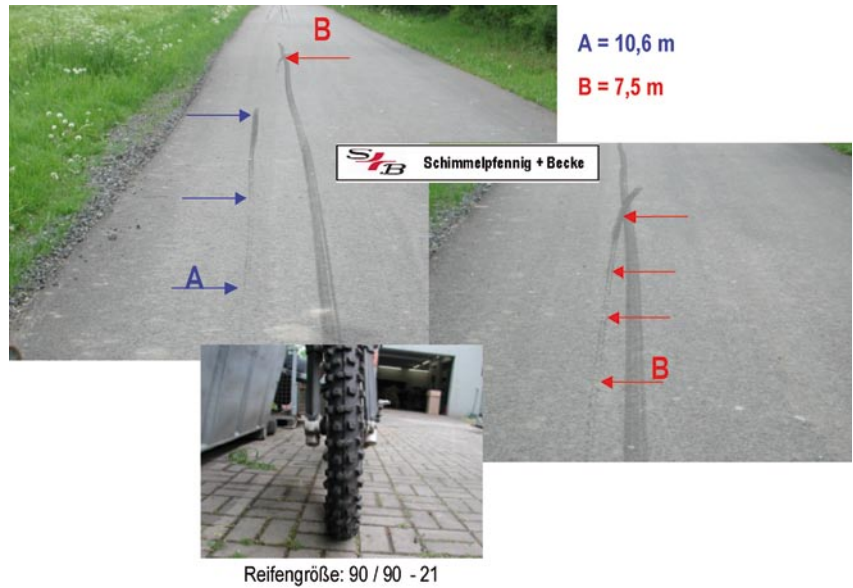 B
A = 10,6 m
B = 7,5 m
S+B Schimmelpfennig + Becke
A
B
Reifengröße: 90 / 90 - 21